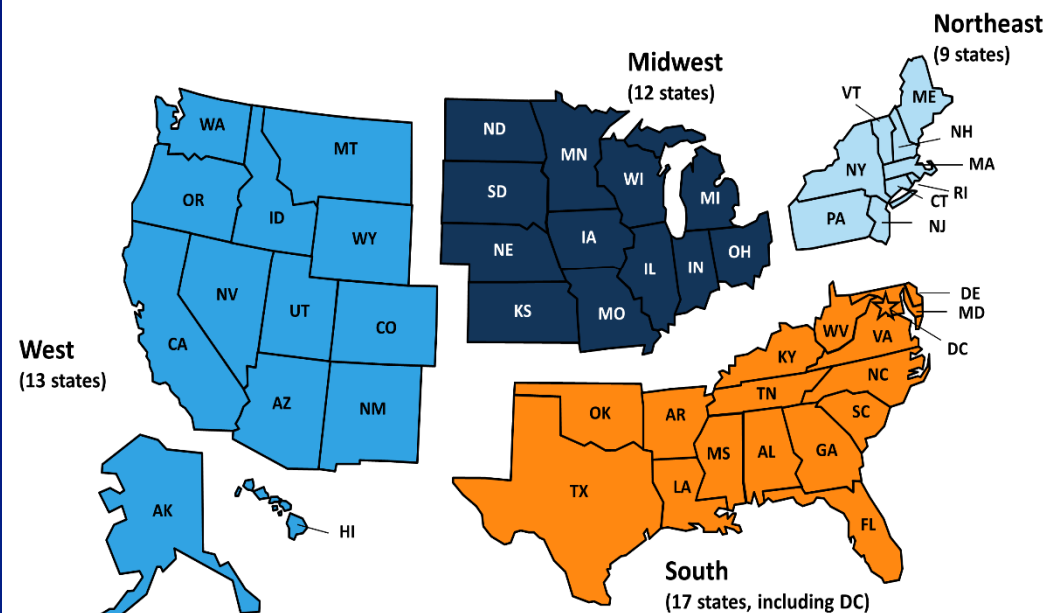 Northeast
(9 states)
Midwest
(12 states)
West
(13 states)
South
(17 states, including DC)
WA
MT
OR
ID
WY
NV
UT
CO
CA
AZ
NM
AK
HI
ND
MN
SD
WI
MI
NE
IA
IL
IN
OH
KS
MO
VT
ME
NH
NY
MA
CT
RI
PA
NJ
DE
MD
WV
VA
DC
KY
NC
TN
OK
AR
SC
MS
AL
GA
TX
LA
FL